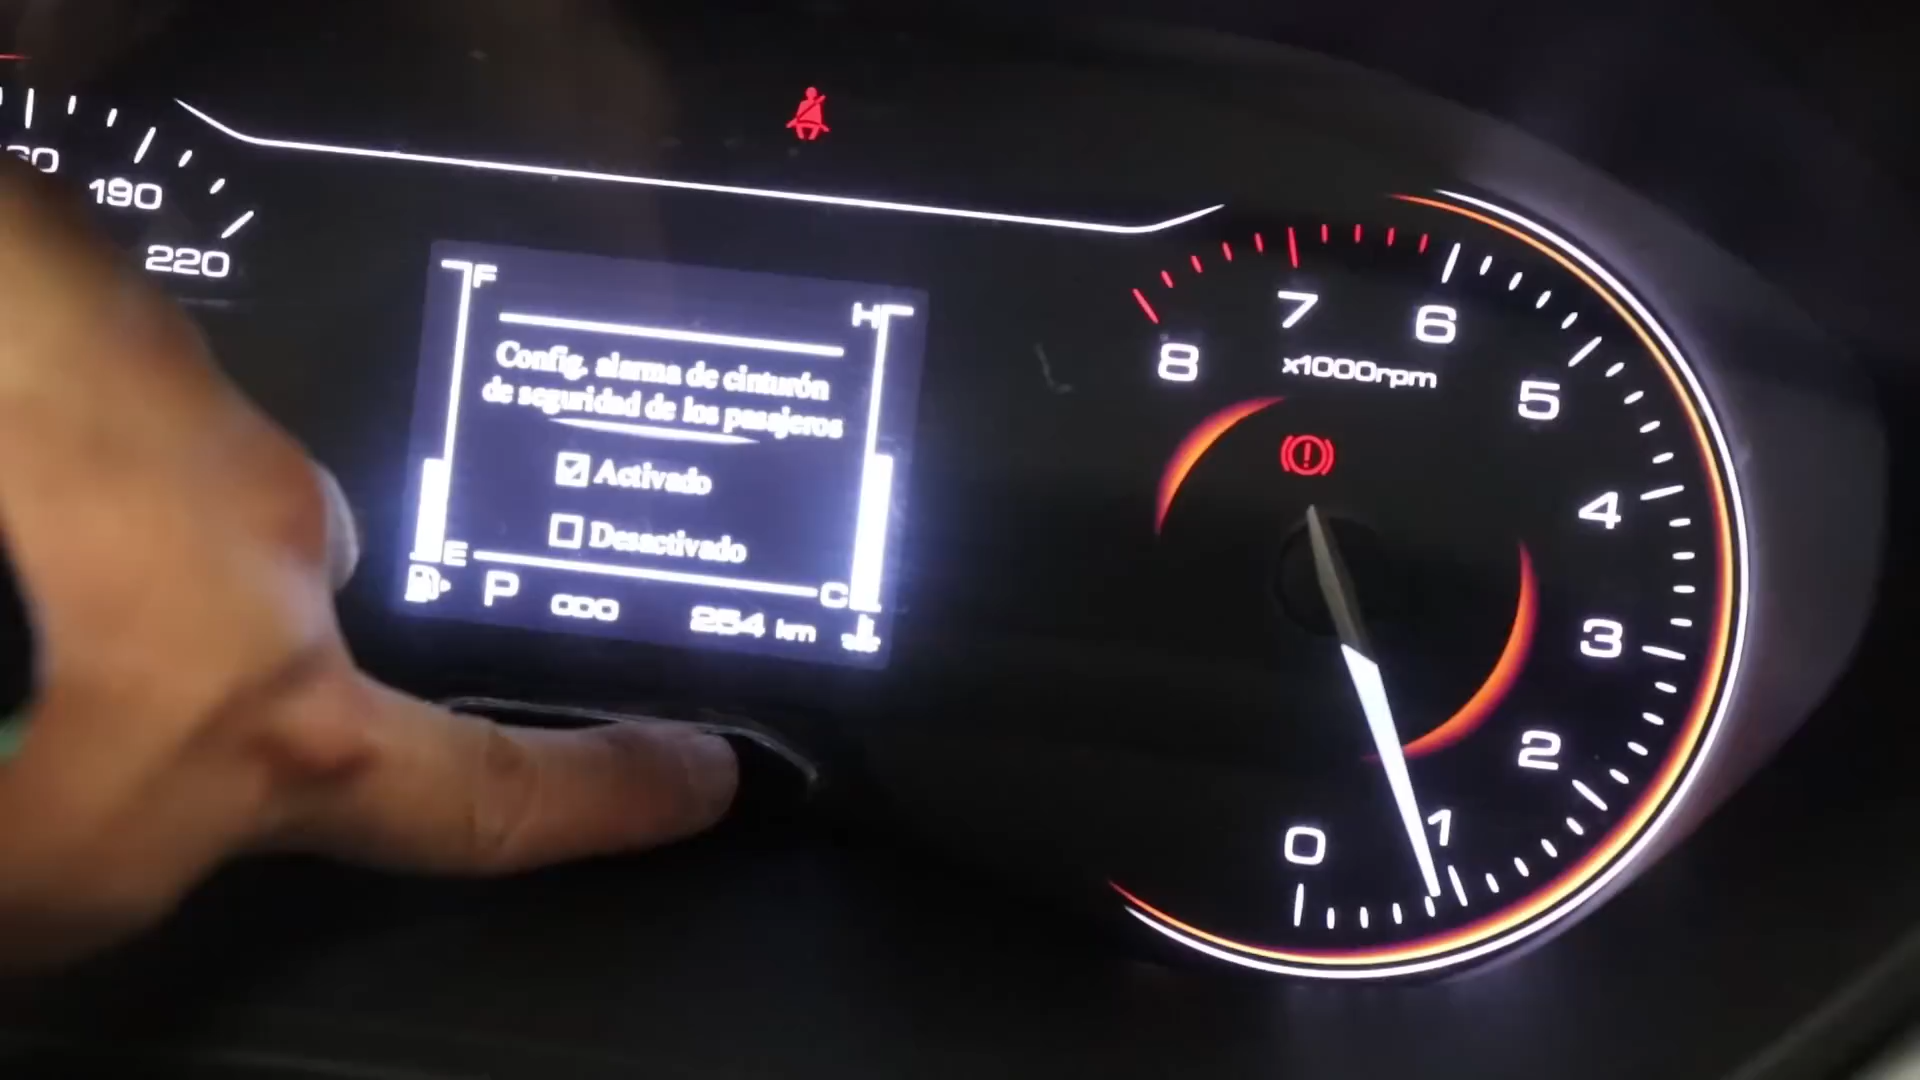 190
220
F
H
Config. alarma de cinturón
de seguridad de los pasajeros
Activado
Desactivado
E
C
P ODO 254 km
8
7
6
x1000rpm
5
4
3
2
1
0